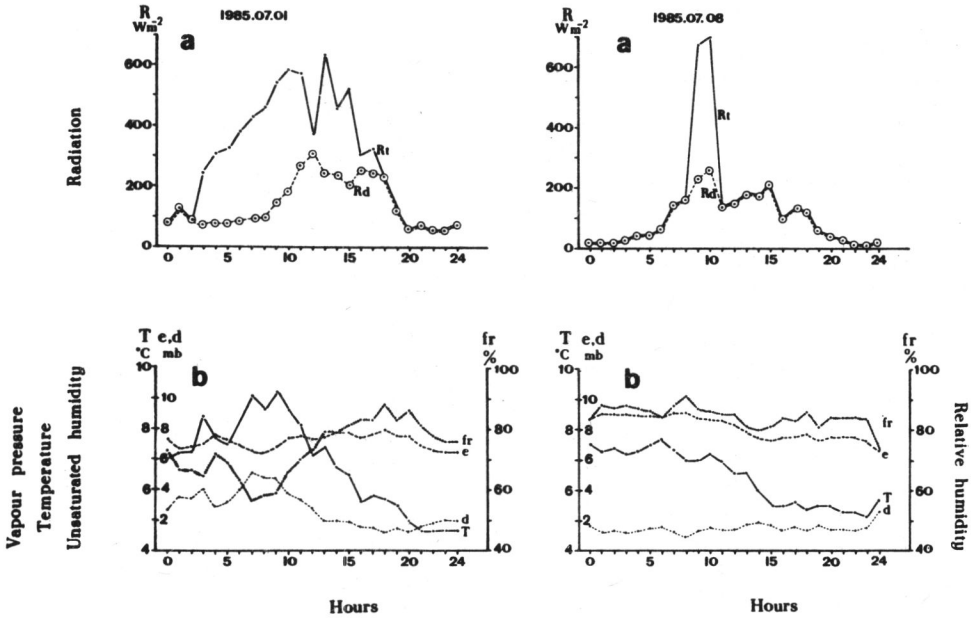 R
Wm-2
1985.07.01
a
600
400
200
0
Rt
Rd
0 5 10 15 20 24
Radiation
R
Wm-2
1985.07.08
a
600
400
200
0
Rt
Rd
0 5 10 15 20 24
T e,d
°C mb
fr
%
b
10
8
6
4
10
8
6
4
2
100
80
60
40
fr
e
d
T
0 5 10 15 20 24
Hours
Vapour pressure
Temperature
Unsaturated humidity
T e,d
°C mb
fr
%
b
10
8
6
4
10
8
6
4
2
100
80
60
40
fr
e
T
d
0 5 10 15 20 24
Hours
Relative humidity